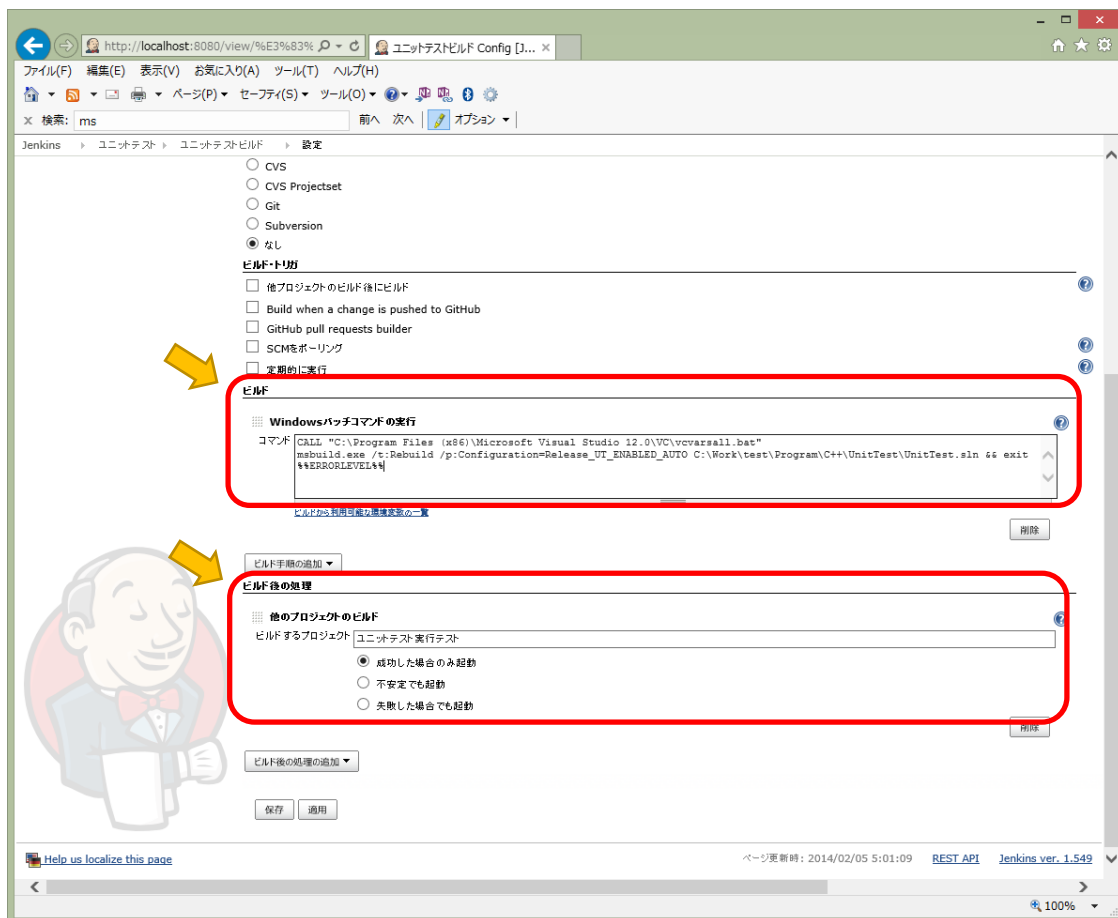 http://localhost:8080/view/%E3%83% ユニットテストビルド Config [J...
ファイル(F) 編集(E) 表示(V) お気に入り(A) ツール(T) ヘルプ(H)
ページ(P) セーフティ(S) ツール(O)
× 検索: ms 前へ 次へ オプション
Jenkins ユニットテスト ユニットテストビルド 設定
CVS
CVS Projectset
Git
Subversion
なし
ビルド・トリガ
他プロジェクトのビルド後にビルド
Build when a change is pushed to GitHub
GitHub pull requests builder
SCMをポーリング
定期的に実行
ビルド
Windowsバッチコマンドの実行
コマンド CALL "C:\Program Files (x86)\Microsoft Visual Studio 12.0\VC\vcvarsall.bat"
msbuild.exe /t:Rebuild /p:Configuration=Release_UT_ENABLED_AUTO C:\Work\test\Program\C++\UnitTest\UnitTest.sln && exit
%%ERRORLEVEL%%
ビルドから利用可能な環境変数の一覧
削除
ビルド手順の追加
ビルド後の処理
他のプロジェクトのビルド
ビルドするプロジェクト ユニットテスト実行テスト
成功した場合のみ起動
不安定でも起動
失敗した場合でも起動
削除
ビルド後の処理の追加
保存 適用
Help us localize this page ページ更新時: 2014/02/05 5:01:09 REST API Jenkins ver. 1.549
100%